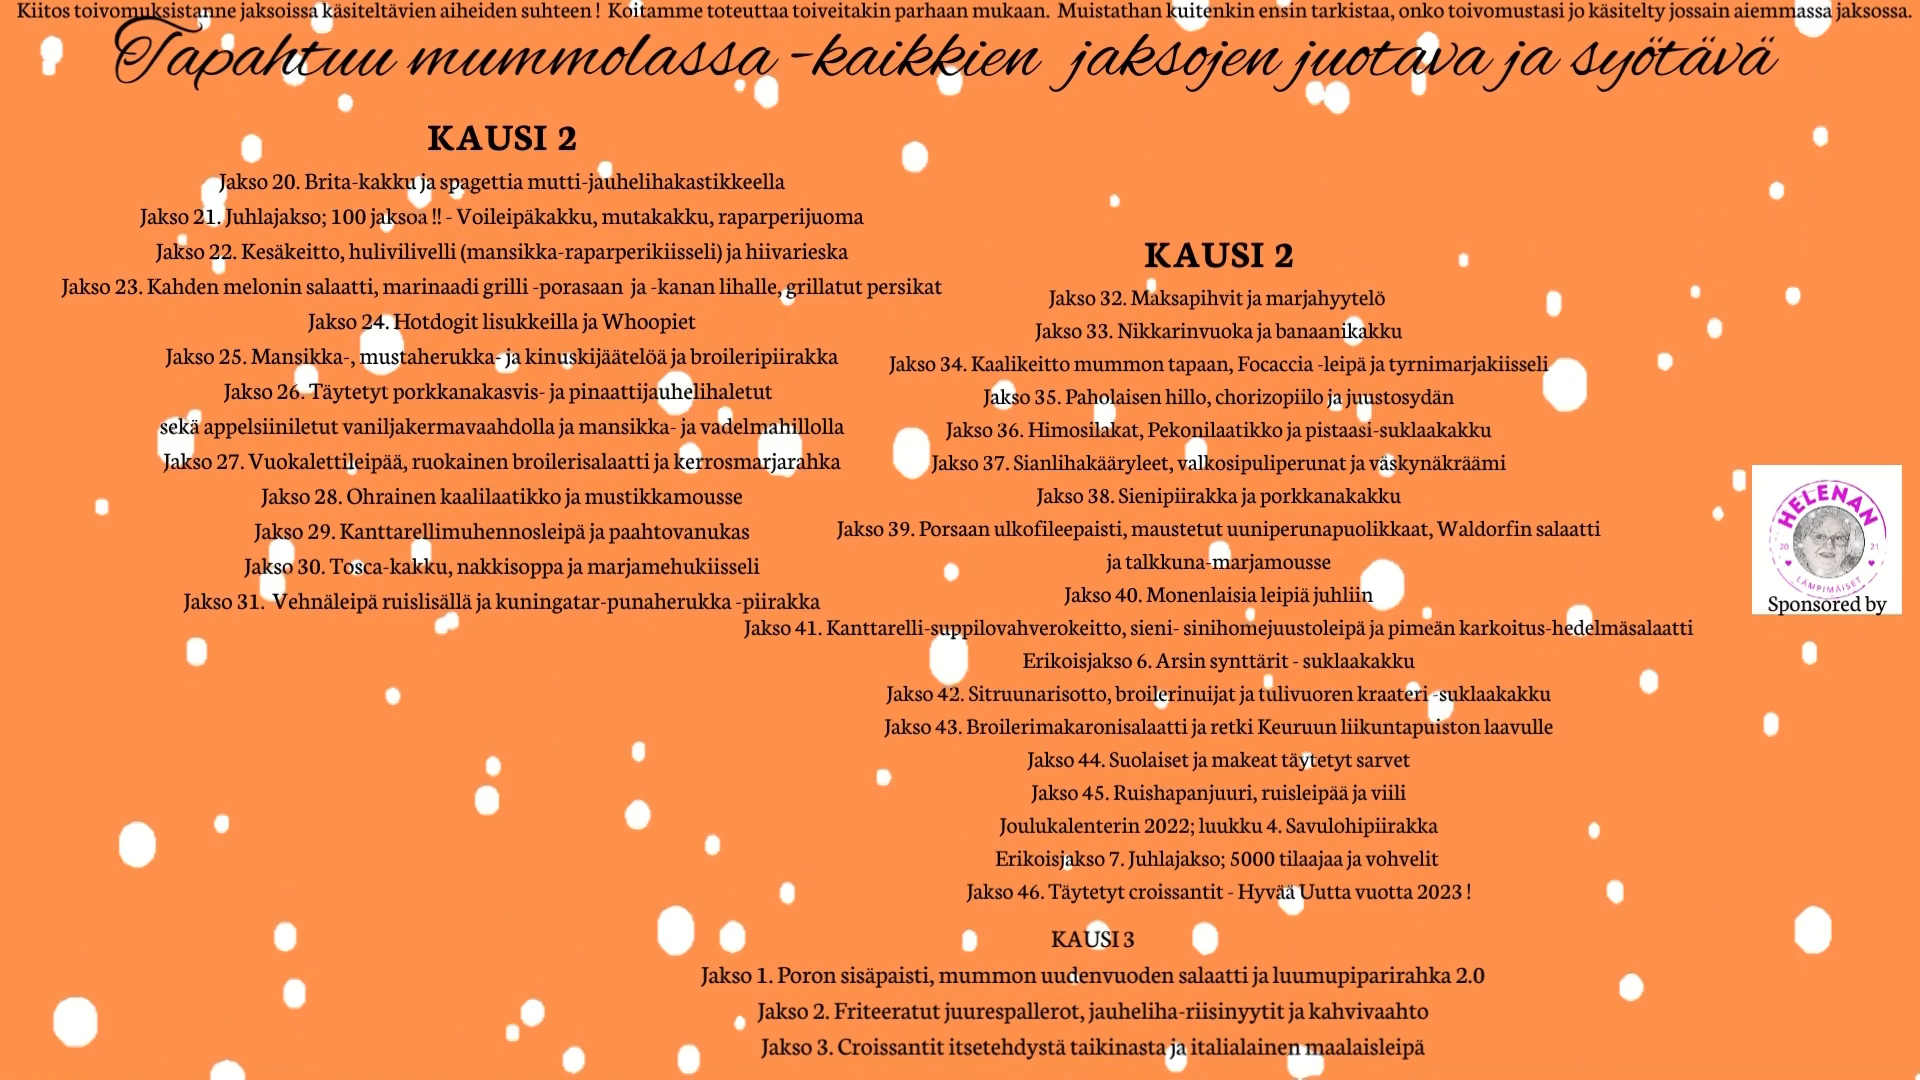 Kiitos toivomuksistanne jaksoissa käsiteltävien aiheiden suhteen ! Koitamme toteuttaa toiveitakin parhaan mukaan. Muistathan kuitenkin ensin tarkistaa, onko toivomustasi jo käsitelty jossain aiemmassa jaksossa.
Tapahtuu mummolassa -kaikkien jaksojen juotava ja syötävä
KAUSI 2
Jakso 20. Brita-kakku ja spagettia mutti-jauhelihakastikkeella
Jakso 21. Juhlajakso; 100 jaksoa !! - Voileipäkakku, mutakakku, raparperijuoma
Jakso 22. Kesäkeitto, hulivilivelli (mansikka-raparperikiisseli) ja hiivarieska
Jakso 23. Kahden melonin salaatti, marinaadi grilli -porasaan ja -kanan lihalle, grillatut persikat
Jakso 24. Hotdogit lisukkeilla ja Whoopiet
Jakso 25. Mansikka-, mustaherukka- ja kinuskijäätelöä ja broileripiirakka
Jakso 26. Täytetyt porkkanakasvis- ja pinaattijauhelihaletut
sekä appelsiiniletut vaniljakermavaahdolla ja mansikka- ja vadelmahillolla
Jakso 27. Vuokalettileipää, ruokainen broilerisalaatti ja kerrosmarjarahka
Jakso 28. Ohrainen kaalilaatikko ja mustikkamousse
Jakso 29. Kanttarellimuhennosleipä ja paahtovanukas
Jakso 30. Tosca-kakku, nakkisoppa ja marjamehukiisseli
Jakso 31. Vehnäleipä ruislisällä ja kuningatar-punaherukka -piirakka
KAUSI 2
Jakso 32. Maksapihvit ja marjahyytelö
Jakso 33. Nikkarinvuoka ja banaanikakku
Jakso 34. Kaalikeitto mummon tapaan, Focaccia -leipä ja tyrnimarjakiisseli
Jakso 35. Paholaisen hillo, chorizopiilo ja juustosydän
Jakso 36. Himosilakat, Pekonilaatikko ja pistaasi-suklaakakku
Jakso 37. Sianlihakääryleet, valkosipuliperunat ja väskynäkräämi
Jakso 38. Sienipiirakka ja porkkanakakku
Jakso 39. Porsaan ulkofileepaisti, maustetut uuniperunapuolikkaat, Waldorfin salaatti
ja talkkuna-marjamousse
Jakso 40. Monenlaisia leipiä juhliin
Jakso 41. Kanttarelli-suppilovahverokeitto, sieni- sinihomejuustoleipä ja pimeän karkoitus-hedelmäsalaatti
Erikoisjakso 6. Arsin synttärit - suklaakakku
Jakso 42. Sitruunarisotto, broilerinuijat ja tulivuoren kraateri -suklaakakku
Jakso 43. Broilerimakaronisalaatti ja retki Keuruun liikuntapuiston laavulle
Jakso 44. Suolaiset ja makeat täytetyt sarvet
Jakso 45. Ruishapanjuuri, ruisleipää ja viili
Joulukalenterin 2022; luukku 4. Savulohipiirakka
Erikoisjakso 7. Juhlajakso; 5000 tilaajaa ja vohvelit
Jakso 46. Täytetyt croissantit - Hyvää Uutta vuotta 2023 !
KAUSI 3
Jakso 1. Poron sisäpaisti, mummon uudenvuoden salaatti ja luumupiparirahka 2.0
Jakso 2. Friteeratut juurespallerot, jauheliha-riisinyytit ja kahvivaahto
Jakso 3. Croissantit itsetehdystä taikinasta ja italialainen maalaisleipä
HELENAN
20 21
LÄMPIMÄISET
Sponsored by